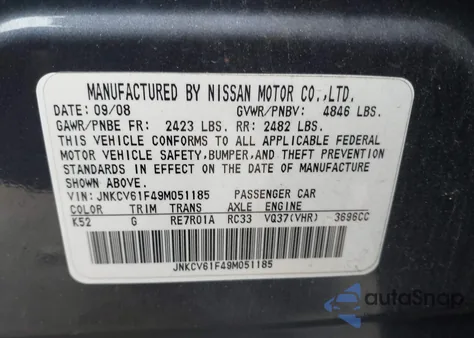 MANUFACTURED BY NISSAN MOTOR CO.,LTD.
DATE: 09/08 GVWR/PNBV: 4846 LBS.
GAWR/PNBE FR: 2423 LBS. RR: 2482 LBS.
THIS VEHICLE CONFORMS TO ALL APPLICABLE FEDERAL
MOTOR VEHICLE SAFETY, BUMPER, AND THEFT PREVENTION
STANDARDS IN EFFECT ON THE DATE OF MANUFACTURE
SHOWN ABOVE.
VIN: JNKCV61F49M051185 PASSENGER CAR
COLOR TRIM TRANS AXLE ENGINE
K52 G RE7R01A RC33 VQ37(VHR) 3696CC
JNKCV61F49M051185
autoSnap